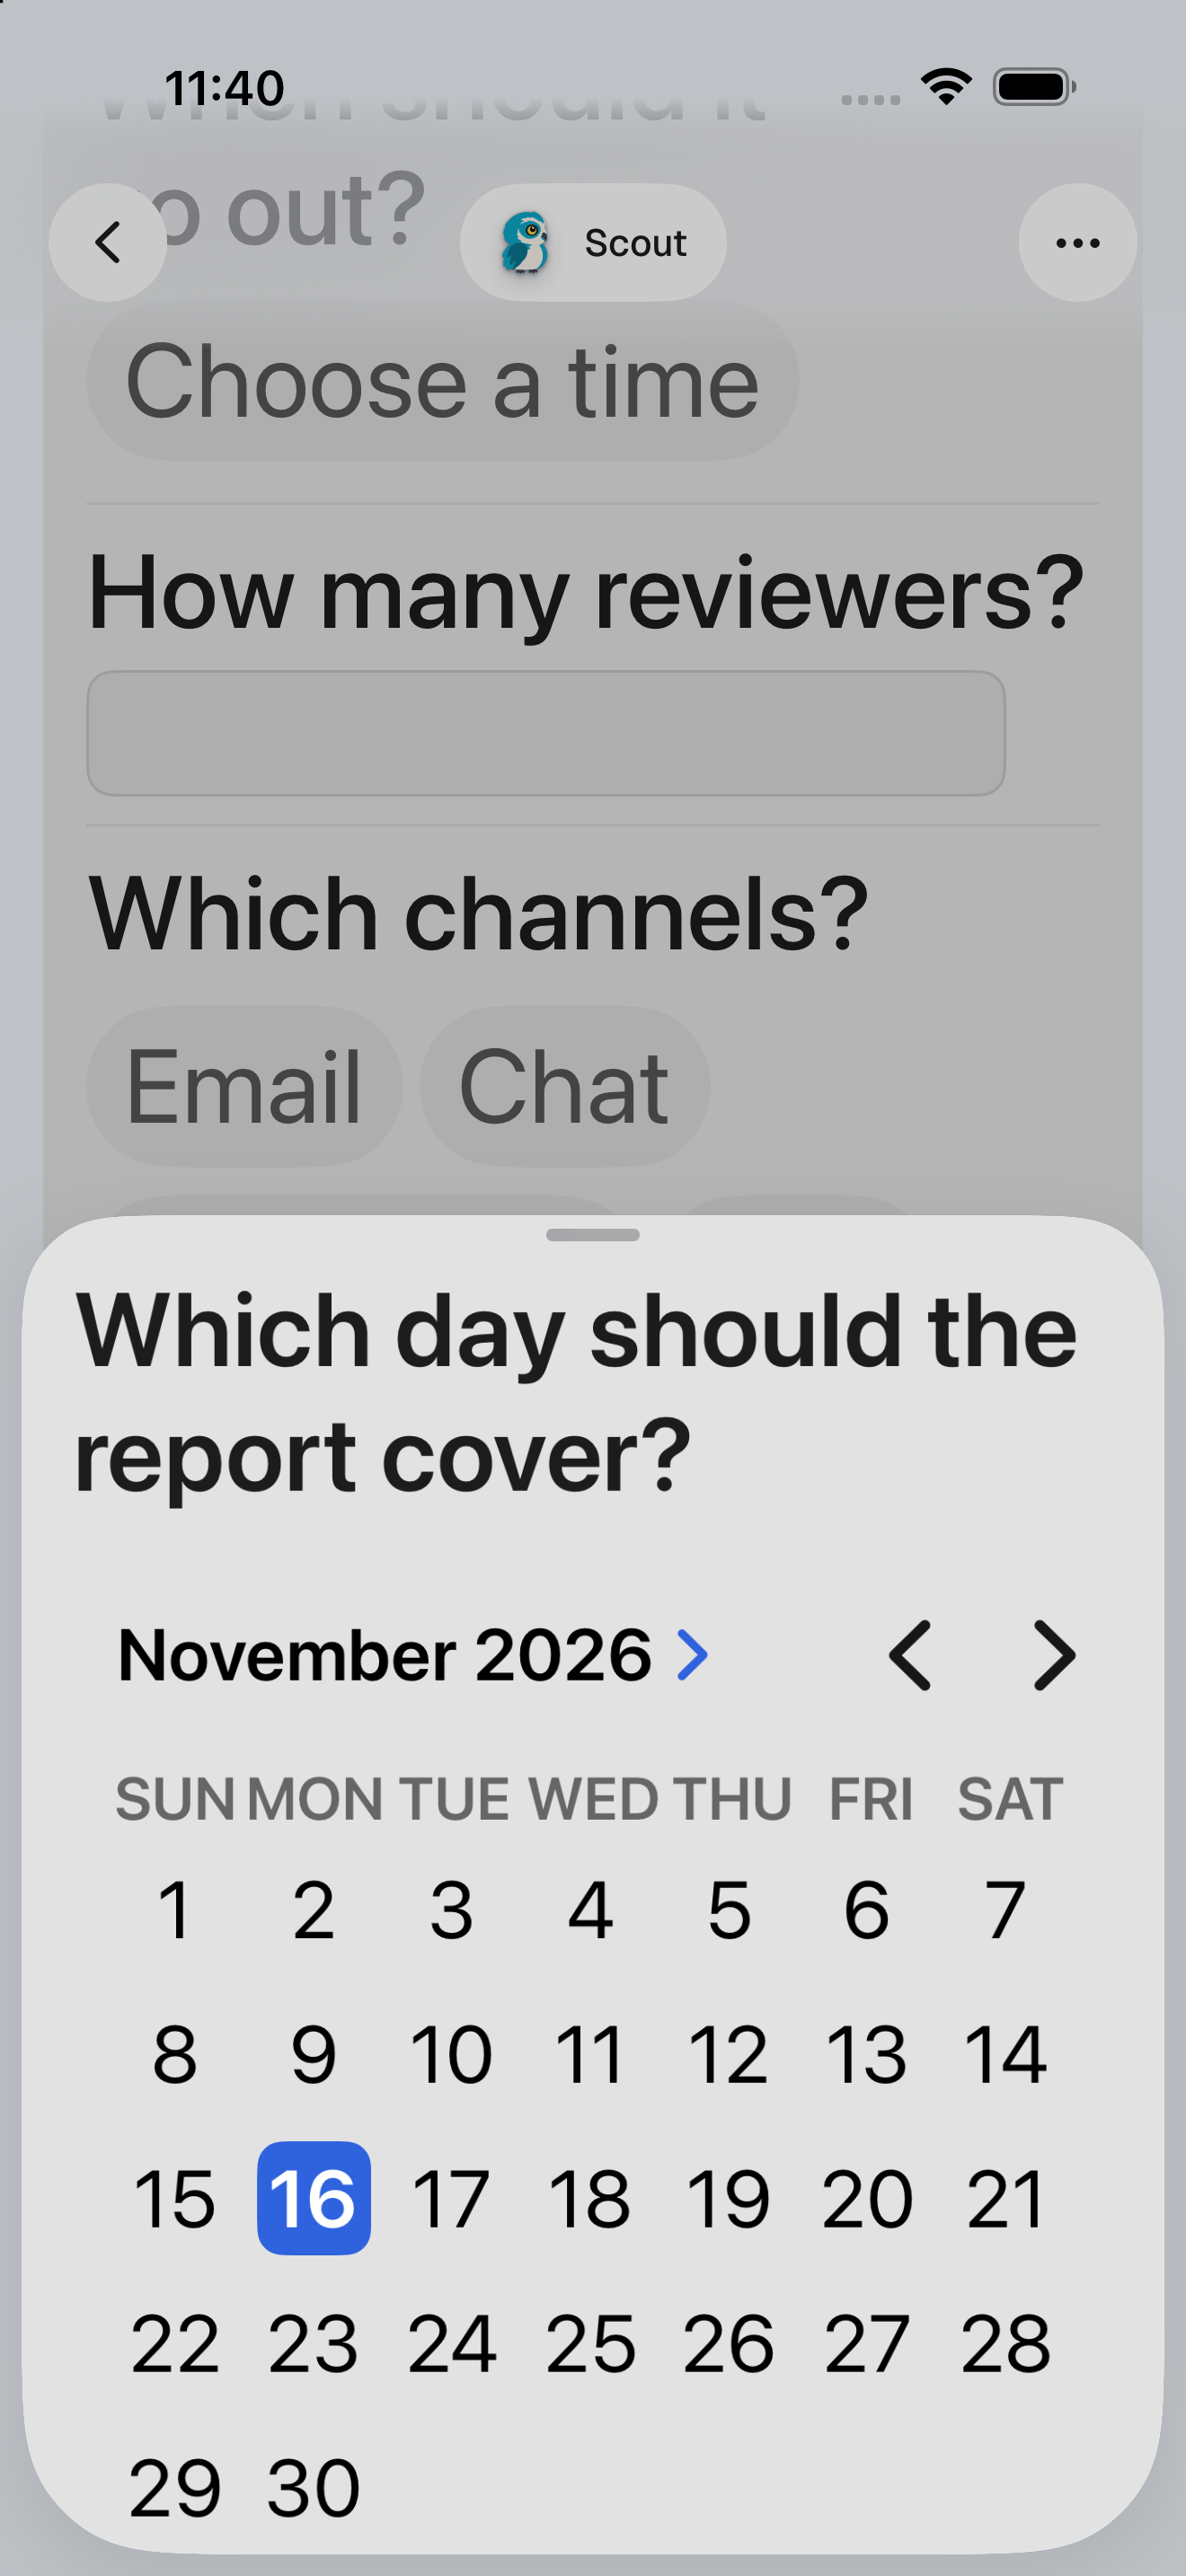 11:40
When should it
o out?
Scout
Choose a time
How many reviewers?
Which channels?
Email Chat
Which day should the
report cover?
November 2026
SUN MON TUE WED THU FRI SAT
1 2 3 4 5 6 7
8 9 10 11 12 13 14
15 16 17 18 19 20 21
22 23 24 25 26 27 28
29 30